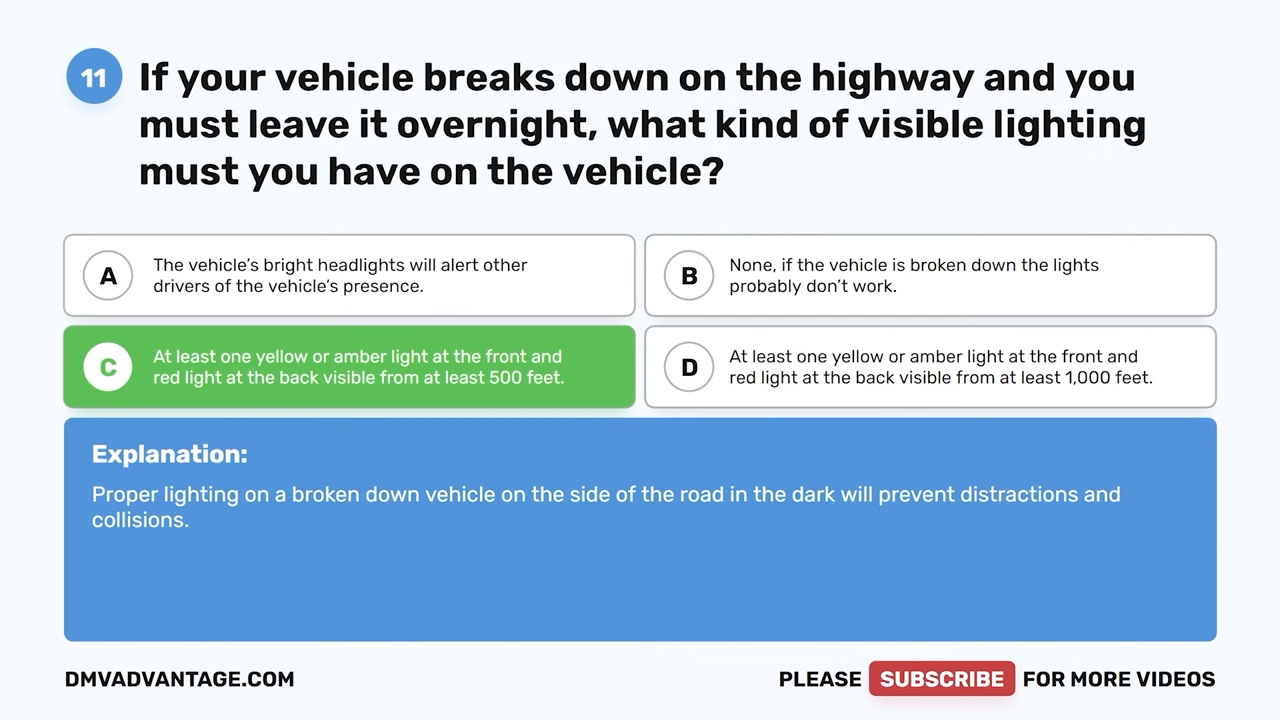 11
If your vehicle breaks down on the highway and you
must leave it overnight, what kind of visible lighting
must you have on the vehicle?
A
The vehicle's bright headlights will alert other
drivers of the vehicle's presence.
B
None, if the vehicle is broken down the lights
probably don't work.
C
At least one yellow or amber light at the front and
red light at the back visible from at least 500 feet.
D
At least one yellow or amber light at the front and
red light at the back visible from at least 1,000 feet.
Explanation:
Proper lighting on a broken down vehicle on the side of the road in the dark will prevent distractions and
collisions.
DMVADVANTAGE.COM
PLEASE SUBSCRIBE FOR MORE VIDEOS